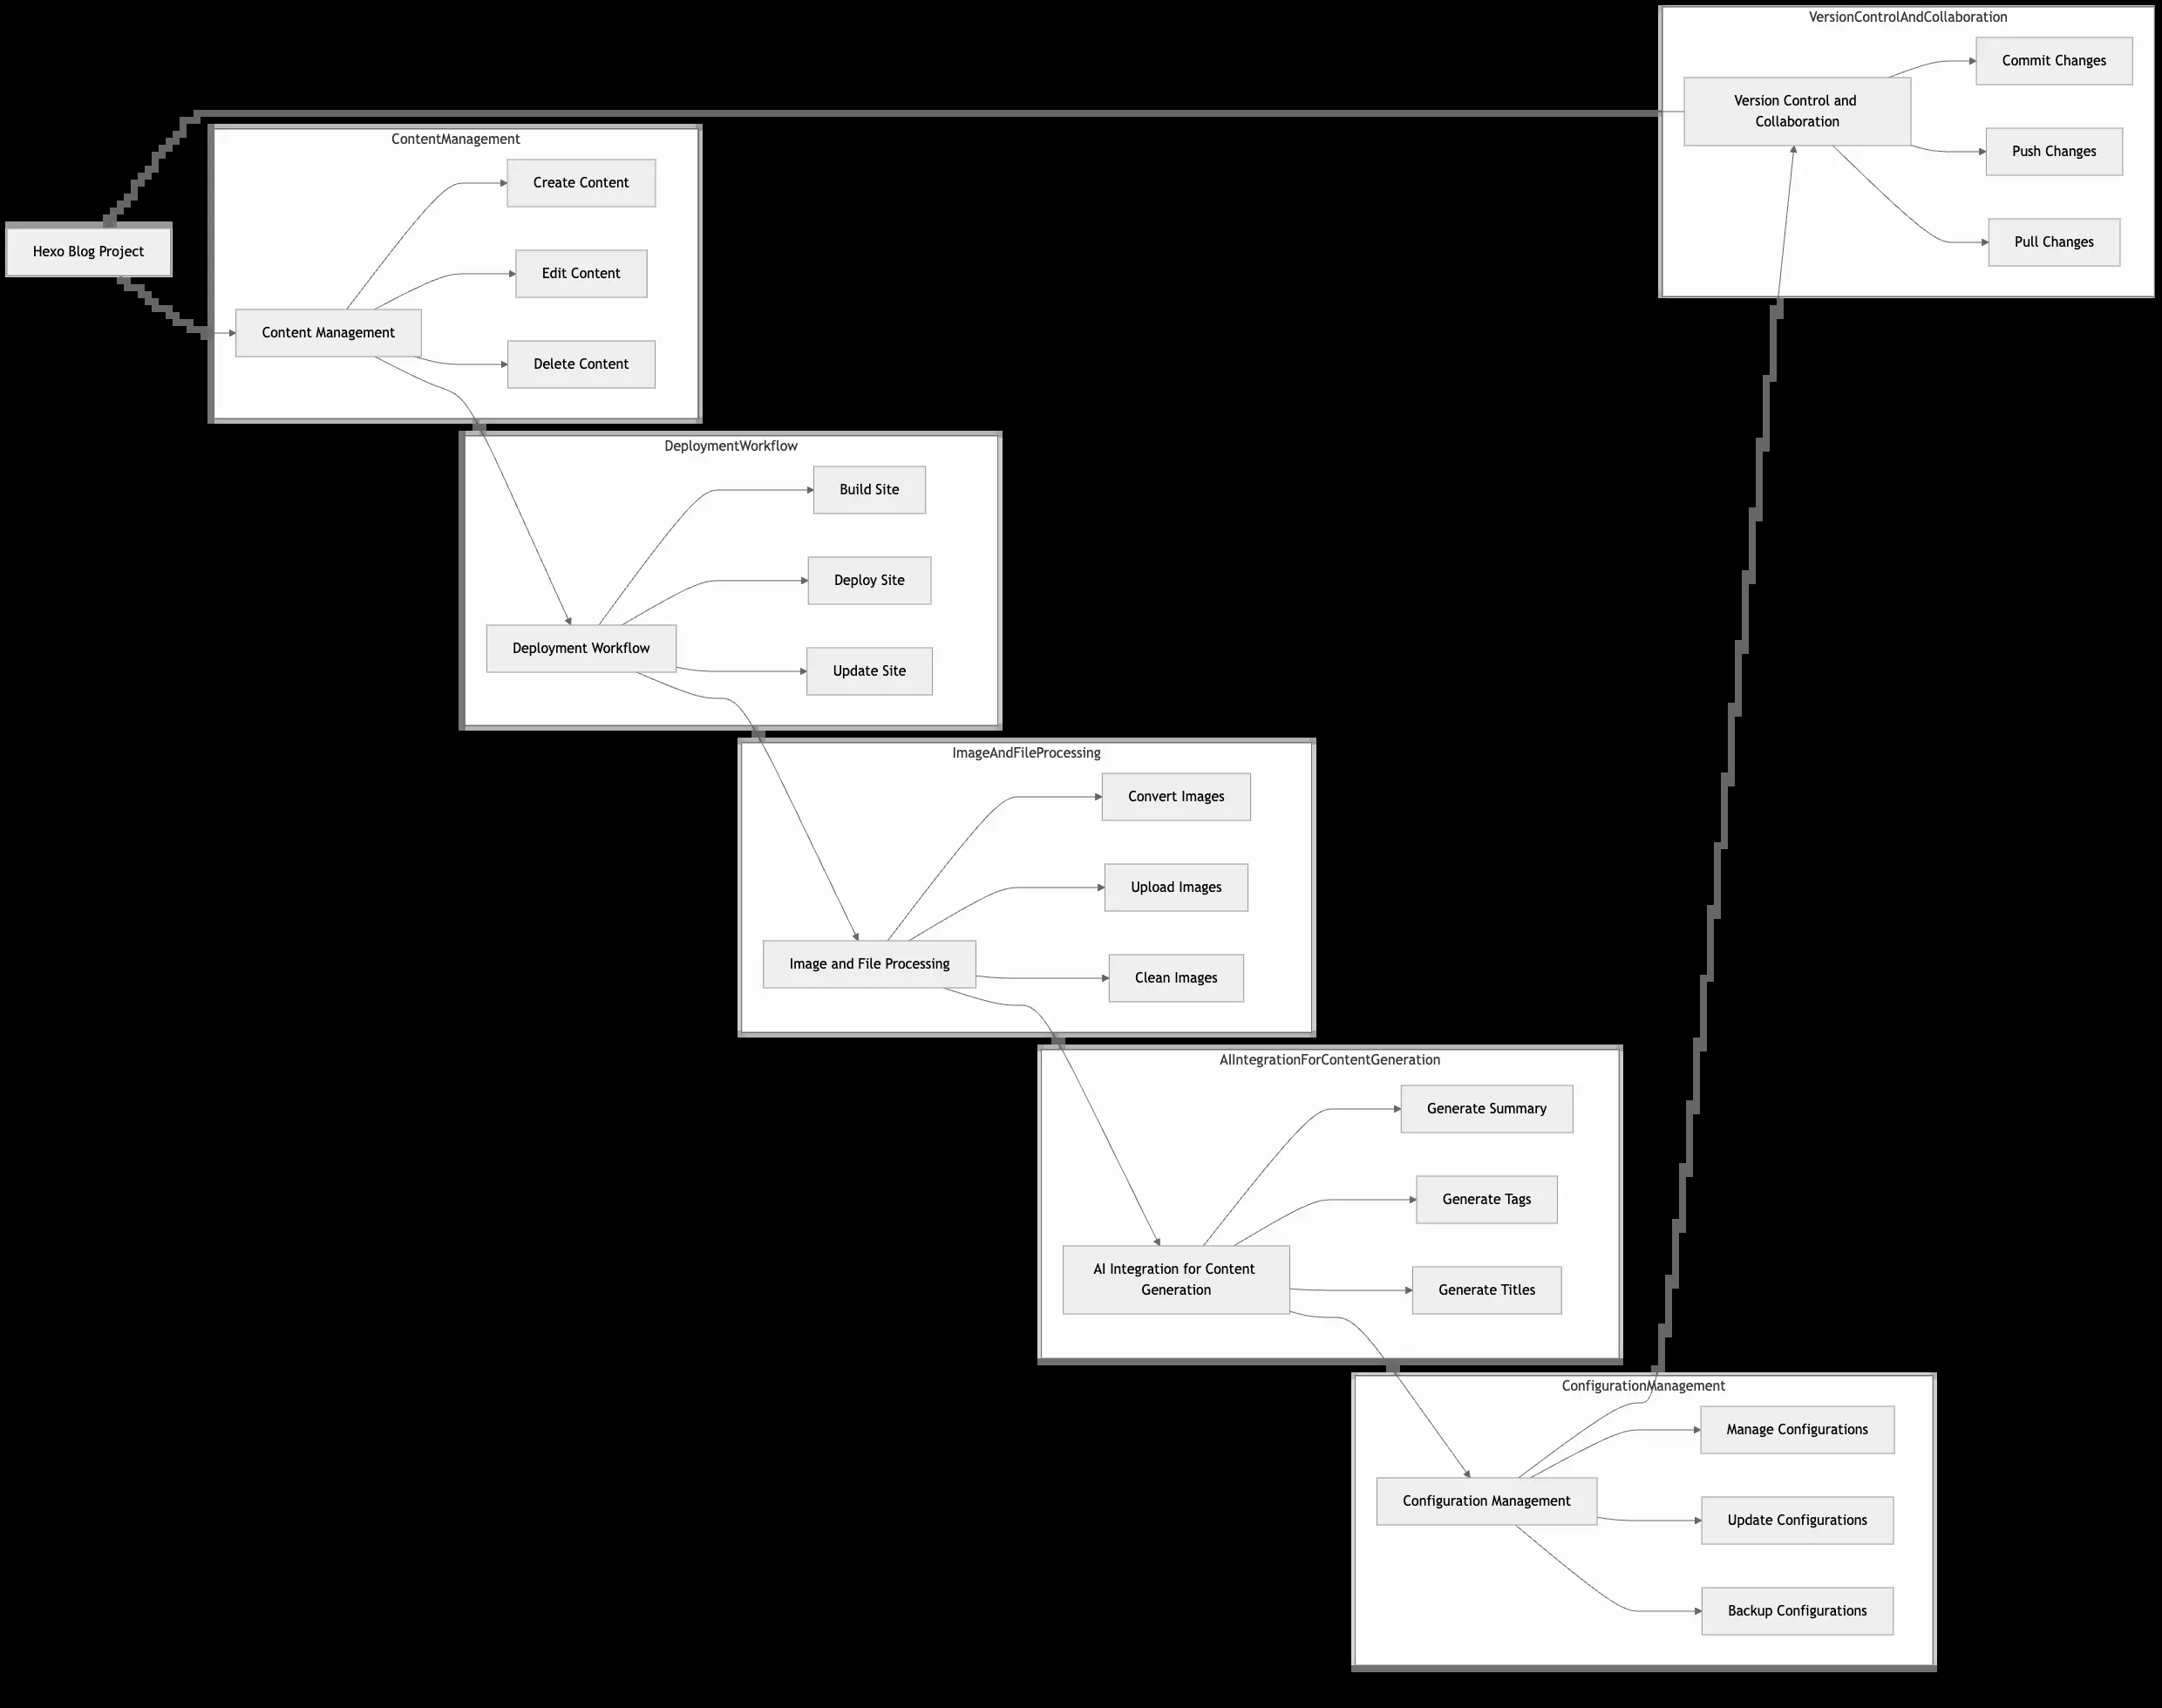 VersionControlAndCollaboration
Commit Changes
Version Control and
Collaboration
Push Changes
Pull Changes
Hexo Blog Project
ContentManagement
Create Content
Edit Content
Content Management
Delete Content
DeploymentWorkflow
Build Site
Deploy Site
Deployment Workflow
Update Site
ImageAndFileProcessing
Convert Images
Upload Images
Image and File Processing
Clean Images
AIIntegrationForContentGeneration
Generate Summary
Generate Tags
AI Integration for Content
Generation
Generate Titles
ConfigurationManagement
Manage Configurations
Configuration Management
Update Configurations
Backup Configurations